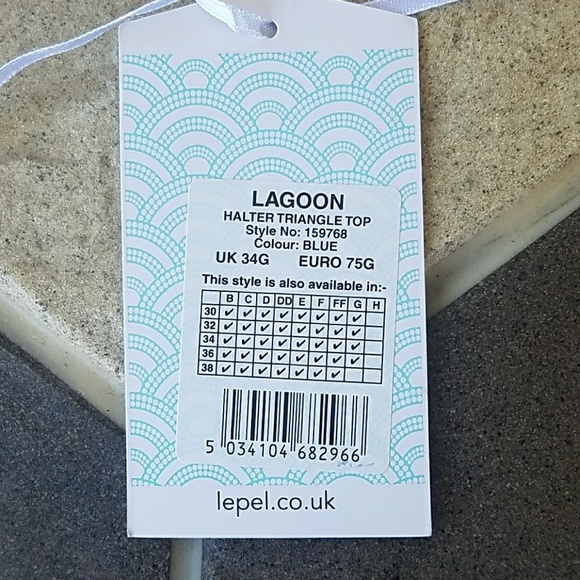 LAGOON
HALTER TRIANGLE TOP
Style No: 159768
Colour: BLUE
UK 34G EURO 75G
This style is also available in:-
B C D DD E F FF G H
30 ✓ ✓ ✓ ✓ ✓ ✓ ✓ ✓
32 ✓ ✓ ✓ ✓ ✓ ✓ ✓ ✓
34 ✓ ✓ ✓ ✓ ✓ ✓ ✓ ✓
36 ✓ ✓ ✓ ✓ ✓ ✓ ✓ ✓
38 ✓ ✓ ✓ ✓ ✓ ✓ ✓
5 034104 682966
lepel.co.uk